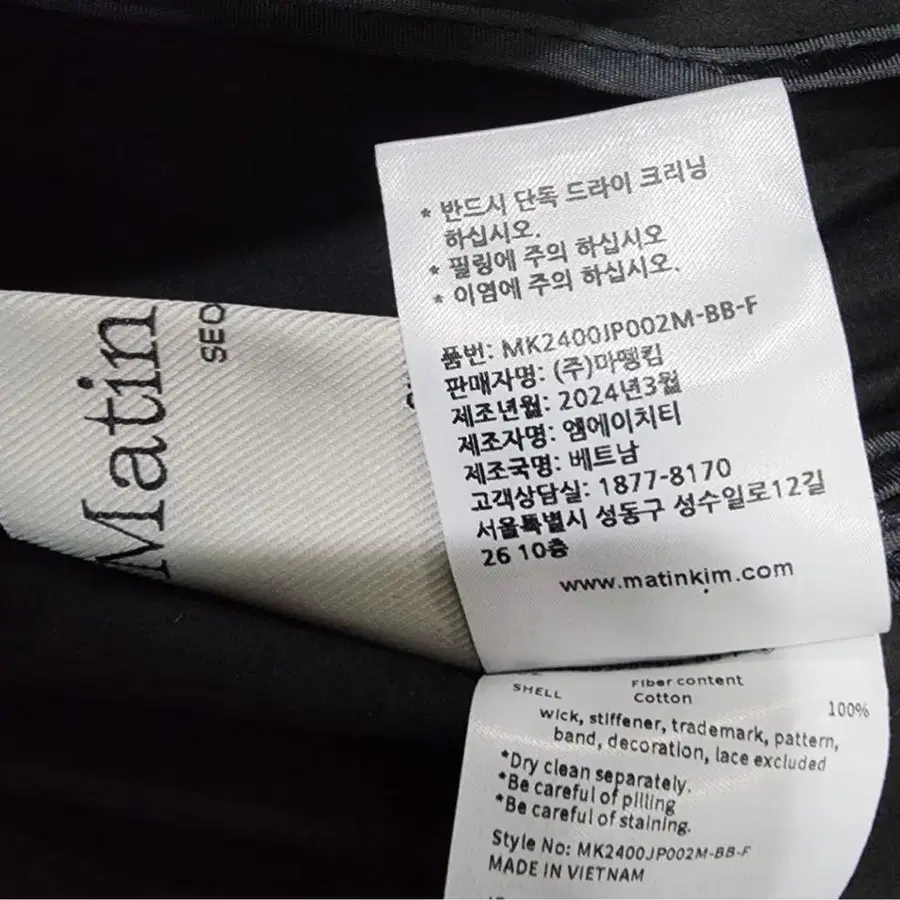 Matin
SEO
* 반드시 단독 드라이 크리닝
하십시오.
* 필링에 주의 하십시오
* 이염에 주의 하십시오.
품번: MK2400JP002M-BB-F
판매자명: (주)마뗑킴
제조년월: 2024년3월
제조자명: 앰에이치티
제조국명: 베트남
고객상담실: 1877-8170
서울특별시 성동구 성수일로12길
26 10층
www.matinkim.com
Fiber content
SHELL Cotton 100%
wick, stiffener, trademark, pattern,
band, decoration, lace excluded
*Dry clean separately.
*Be careful of pilling
*Be careful of staining.
Style No: MK2400JP002M-BB-F
MADE IN VIETNAM